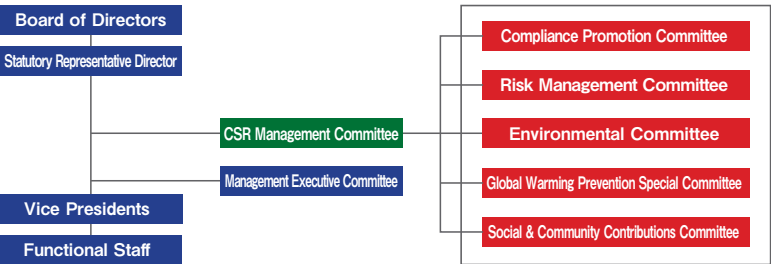 Board of Directors
Statutory Representative Director
CSR Management Committee
Management Executive Committee
Vice Presidents
Functional Staff
Compliance Promotion Committee
Risk Management Committee
Environmental Committee
Global Warming Prevention Special Committee
Social & Community Contributions Committee